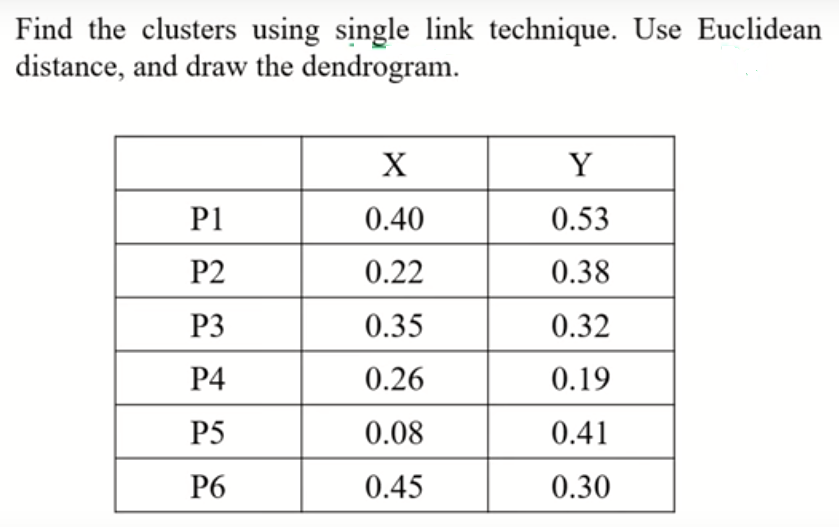 Find the clusters using single link technique. Use Euclidean
distance, and draw the dendrogram.
X Y
P1 0.40 0.53
P2 0.22 0.38
P3 0.35 0.32
P4 0.26 0.19
P5 0.08 0.41
P6 0.45 0.30